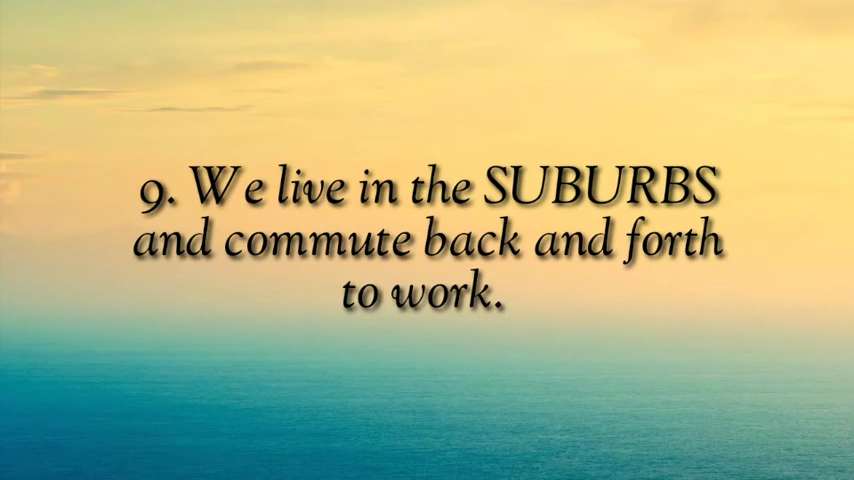 9. We live in the SUBURBS
and commute back and forth
to work.